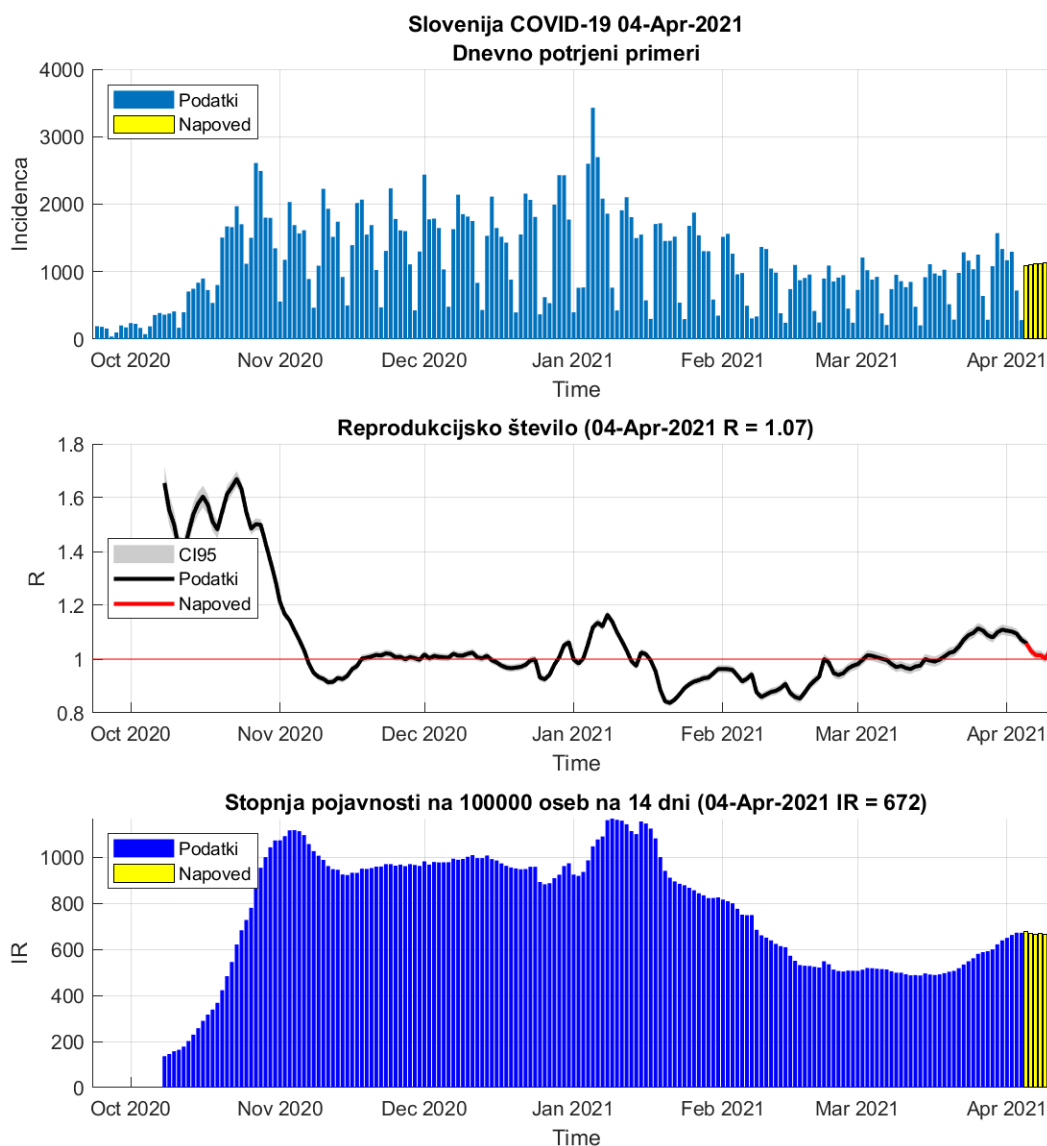 Slovenija COVID-19 04-Apr-2021
Dnevno potrjeni primeri
4000
3000
2000
1000
0
Incidenca
Podatki
Napoved
Oct 2020 Nov 2020 Dec 2020 Jan 2021 Feb 2021 Mar 2021 Apr 2021
Time
Reprodukcijsko število (04-Apr-2021 R = 1.07)
1.8
1.6
1.4
1.2
1
0.8
R
CI95
Podatki
Napoved
Oct 2020 Nov 2020 Dec 2020 Jan 2021 Feb 2021 Mar 2021 Apr 2021
Time
Stopnja pojavnosti na 100000 oseb na 14 dni (04-Apr-2021 IR = 672)
1000
800
600
400
200
0
IR
Podatki
Napoved
Oct 2020 Nov 2020 Dec 2020 Jan 2021 Feb 2021 Mar 2021 Apr 2021
Time